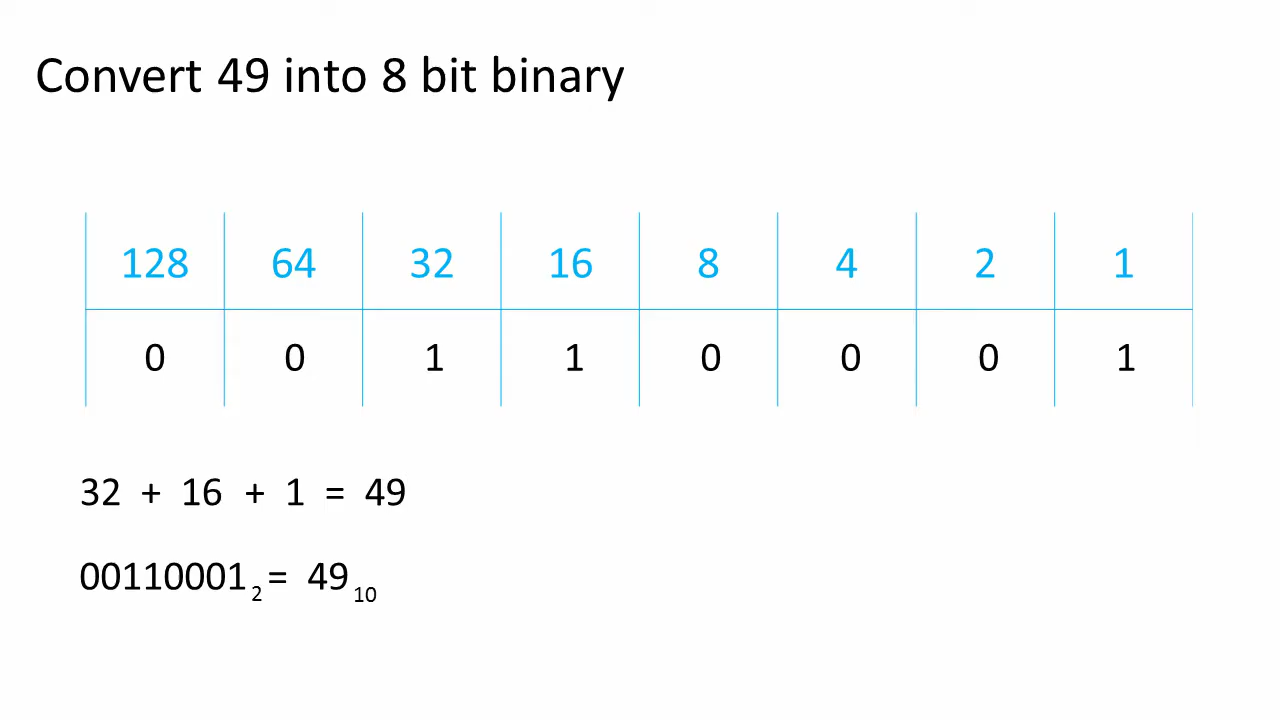 Convert 49 into 8 bit binary
128 64 32 16 8 4 2 1
0 0 1 1 0 0 0 1
32 + 16 + 1 = 49
00110001₂ = 49₁₀